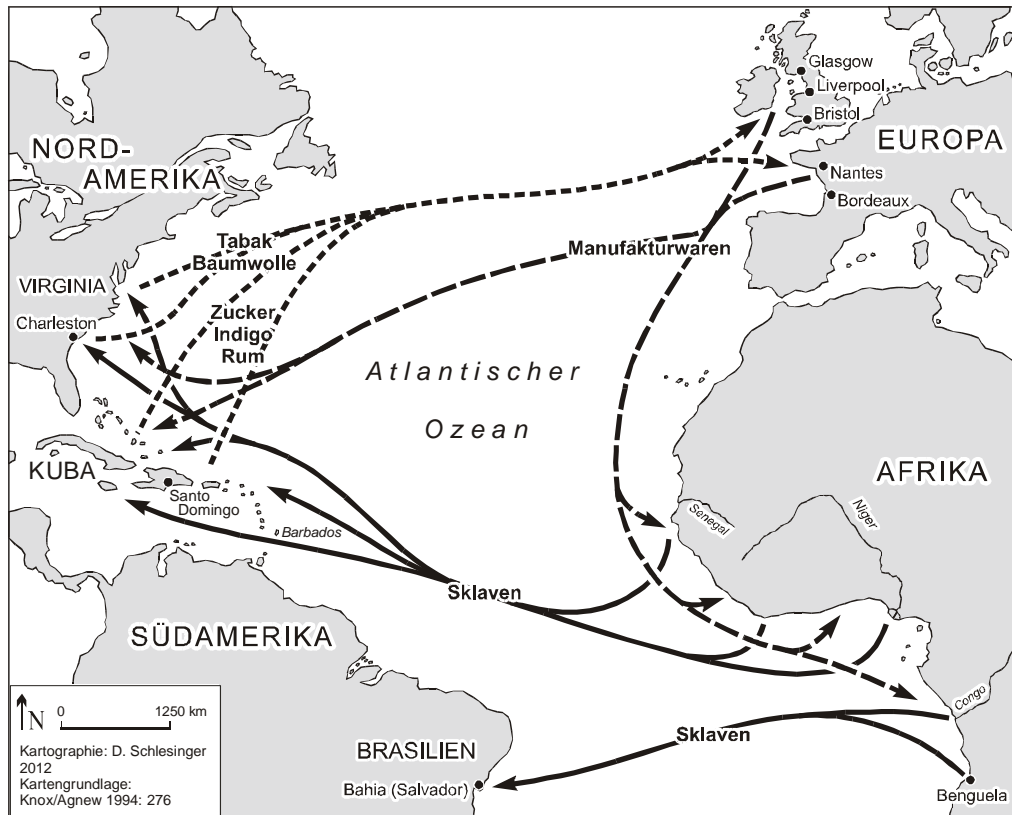 Glasgow
Liverpool
Bristol
EUROPA
NORD-
AMERIKA
Nantes
Bordeaux
Tabak
Baumwolle
Manufakturwaren
VIRGINIA
Charleston
Zucker
Indigo
Rum
Atlantischer
Ozean
KUBA
AFRIKA
Santo
Domingo
Senegal
Niger
Barbados
Sklaven
SÜDAMERIKA
N
0 1250 km
Congo
Kartographie: D. Schlesinger
2012
Kartengrundlage:
Knox/Agnew 1994: 276
Sklaven
BRASILIEN
Bahia (Salvador)
Benguela